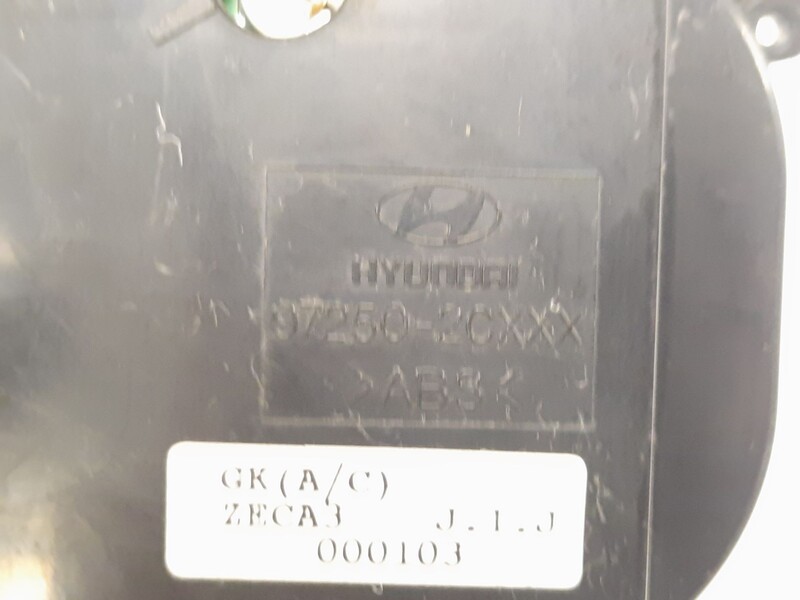 HYUNDAI
97250-2CXXX
>ABS<
GK(A/C)
ZECA3 J.I.J
000103